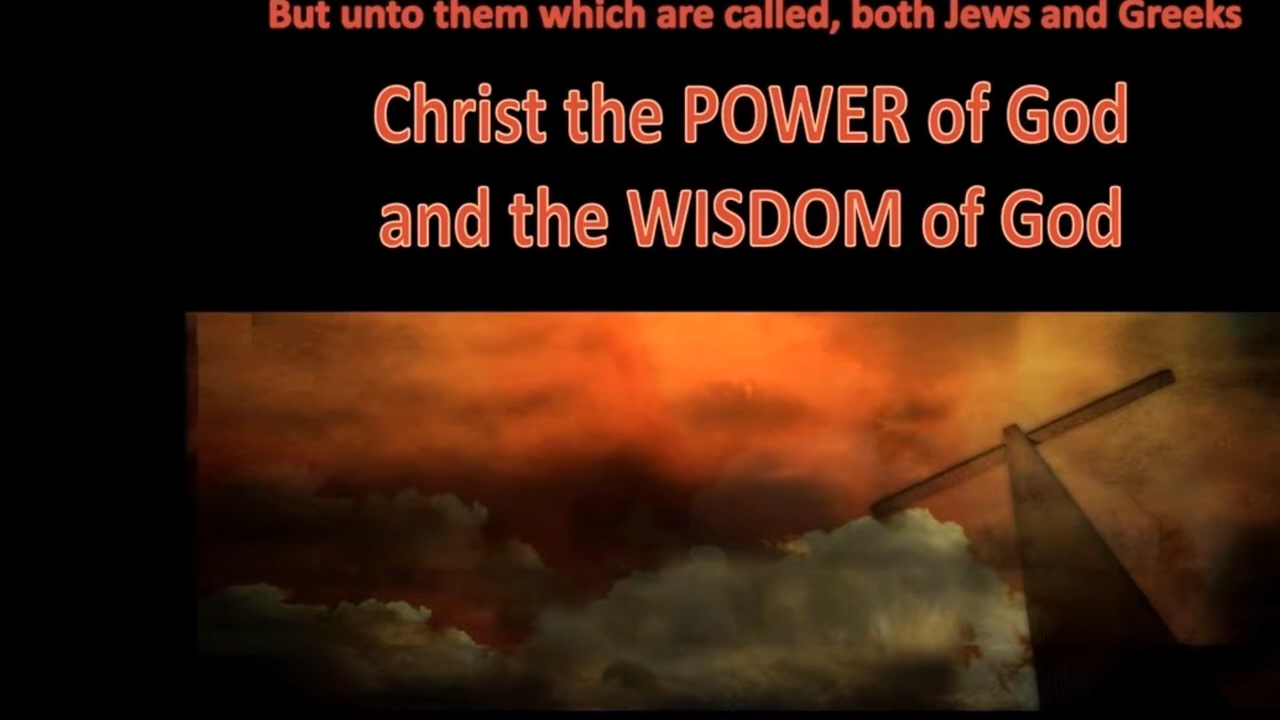 But unto them which are called, both Jews and Greeks
Christ the POWER of God
and the WISDOM of God